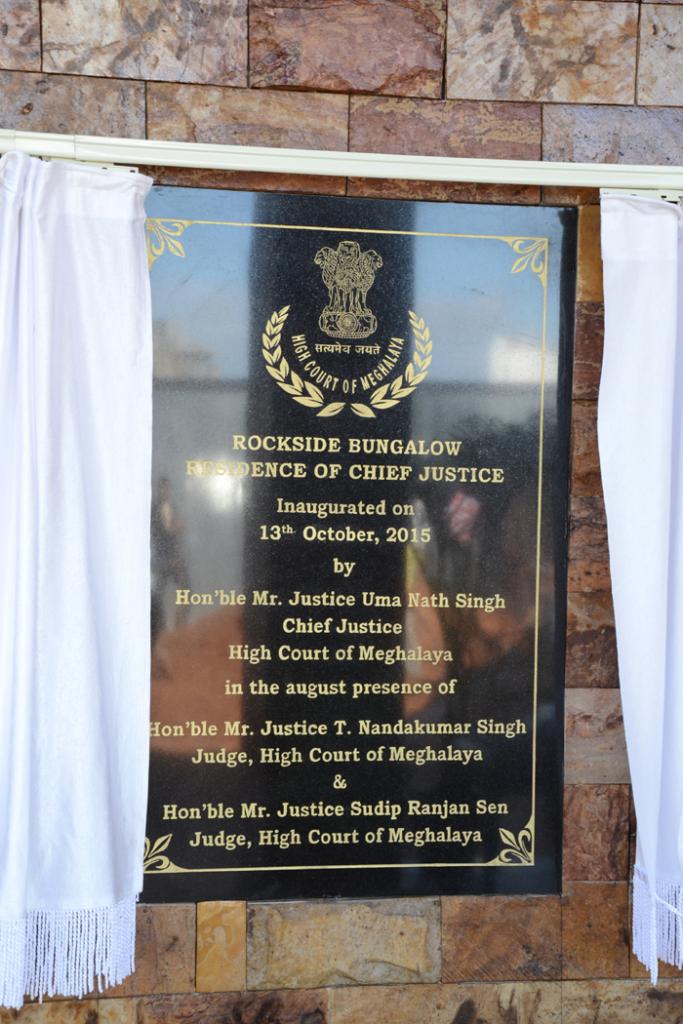 सत्यमेव जयते
HIGH COURT OF MEGHALAYA
ROCKSIDE BUNGALOW
RESIDENCE OF CHIEF JUSTICE
Inaugurated on
13th October, 2015
by
Hon'ble Mr. Justice Uma Nath Singh
Chief Justice
High Court of Meghalaya
in the august presence of
Hon'ble Mr. Justice T. Nandakumar Singh
Judge, High Court of Meghalaya
&
Hon'ble Mr. Justice Sudip Ranjan Sen
Judge, High Court of Meghalaya